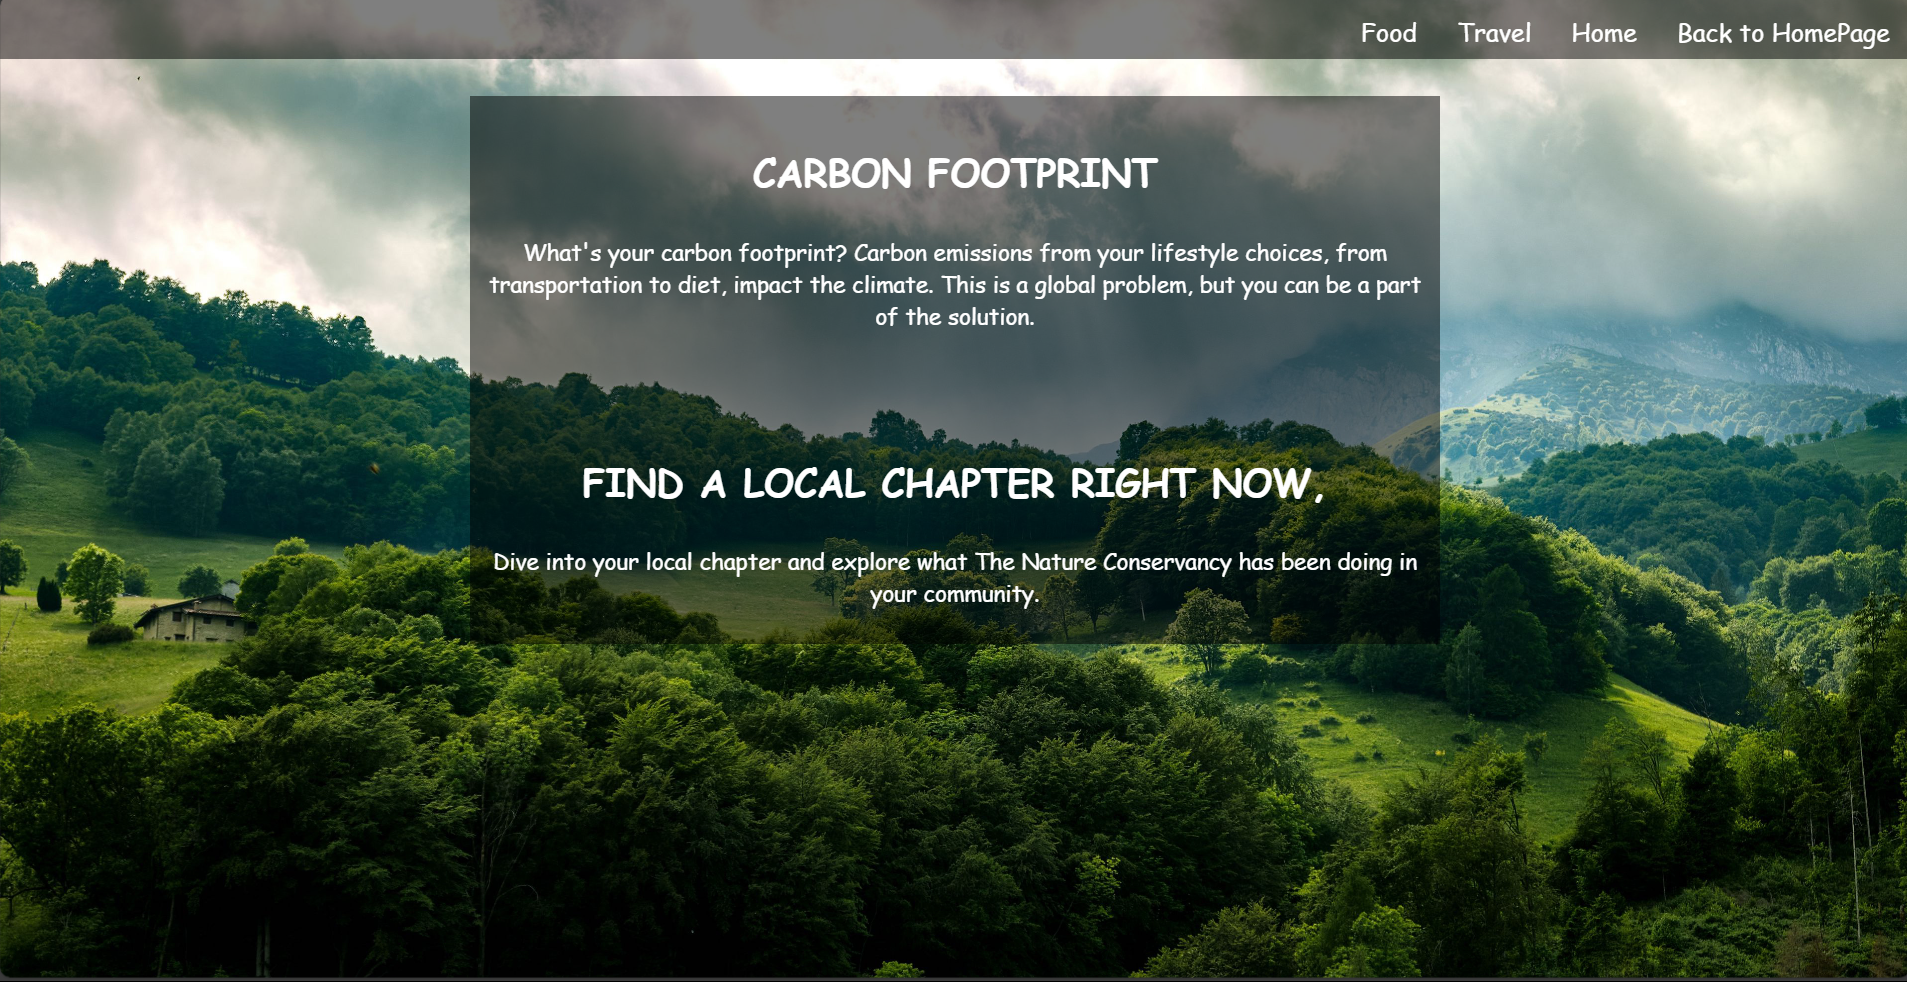 Food Travel Home Back to HomePage
CARBON FOOTPRINT
What's your carbon footprint? Carbon emissions from your lifestyle choices, from
transportation to diet, impact the climate. This is a global problem, but you can be a part
of the solution.
FIND A LOCAL CHAPTER RIGHT NOW,
Dive into your local chapter and explore what The Nature Conservancy has been doing in
your community.